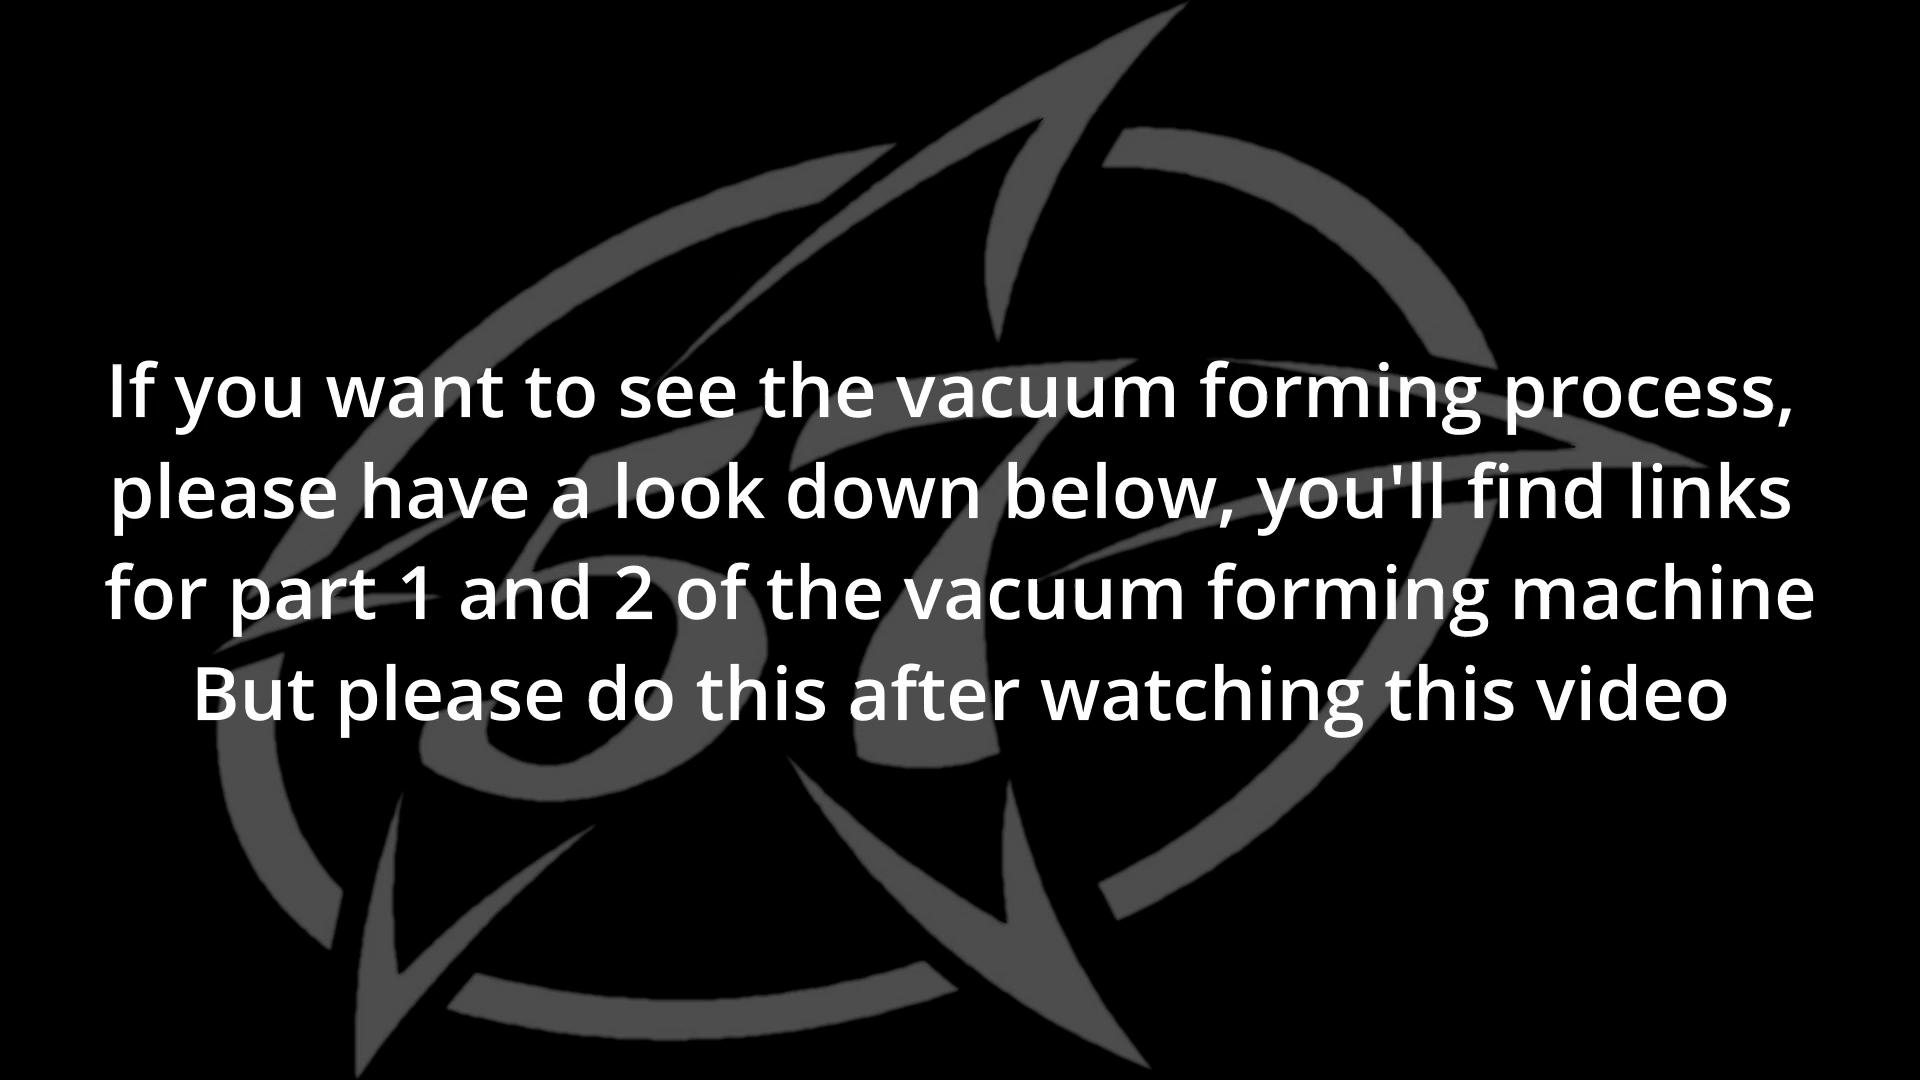 If you want to see the vacuum forming process,
please have a look down below, you'll find links
for part 1 and 2 of the vacuum forming machine
But please do this after watching this video
57